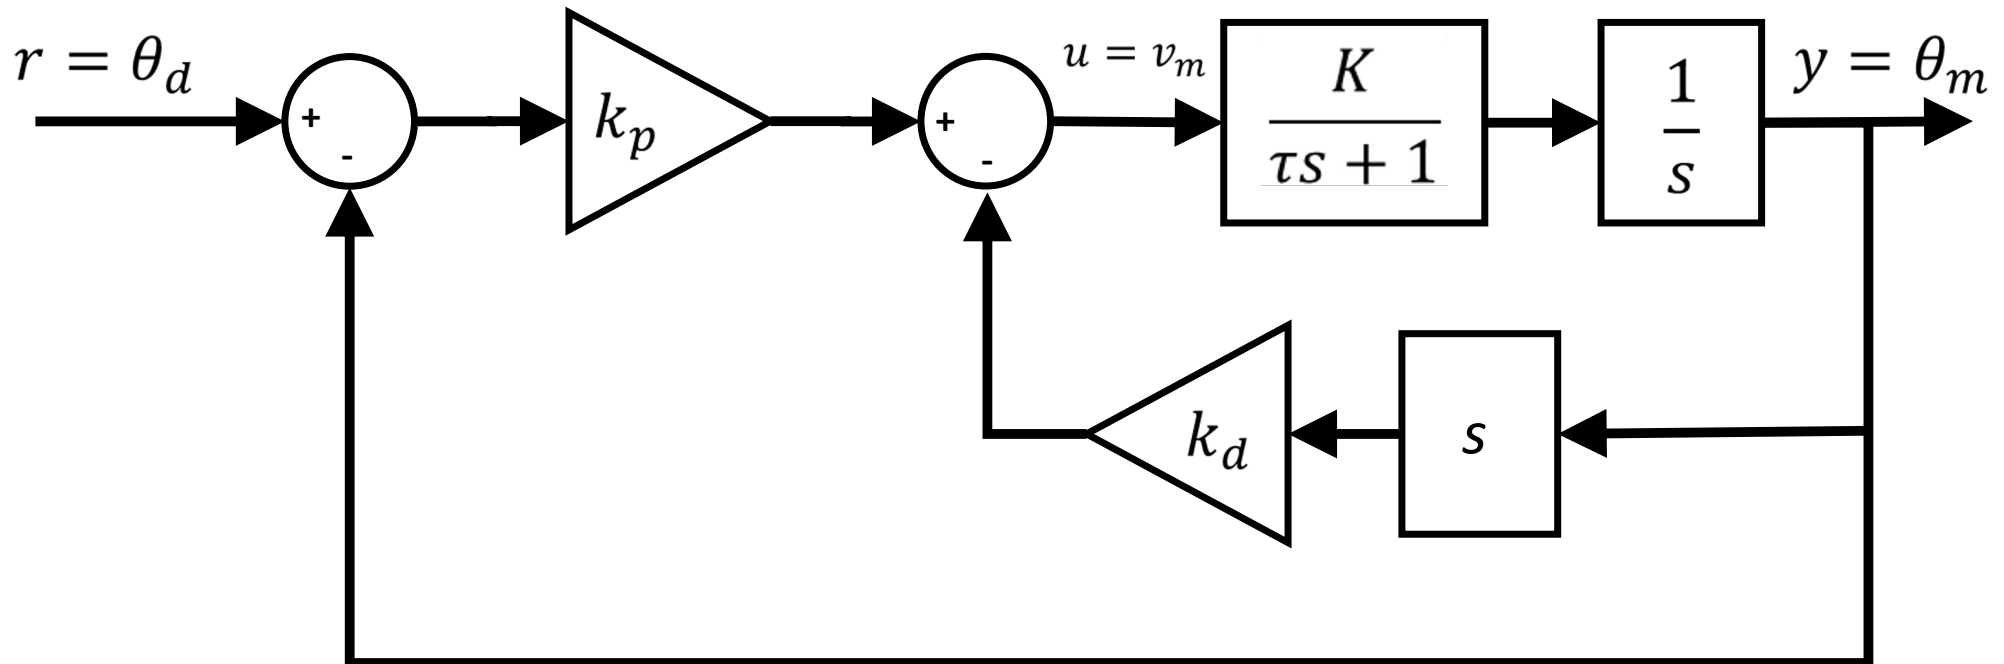 r = θ_d
+
-
k_p
+
-
u = v_m
K
τs + 1
1
s
y = θ_m
k_d
s